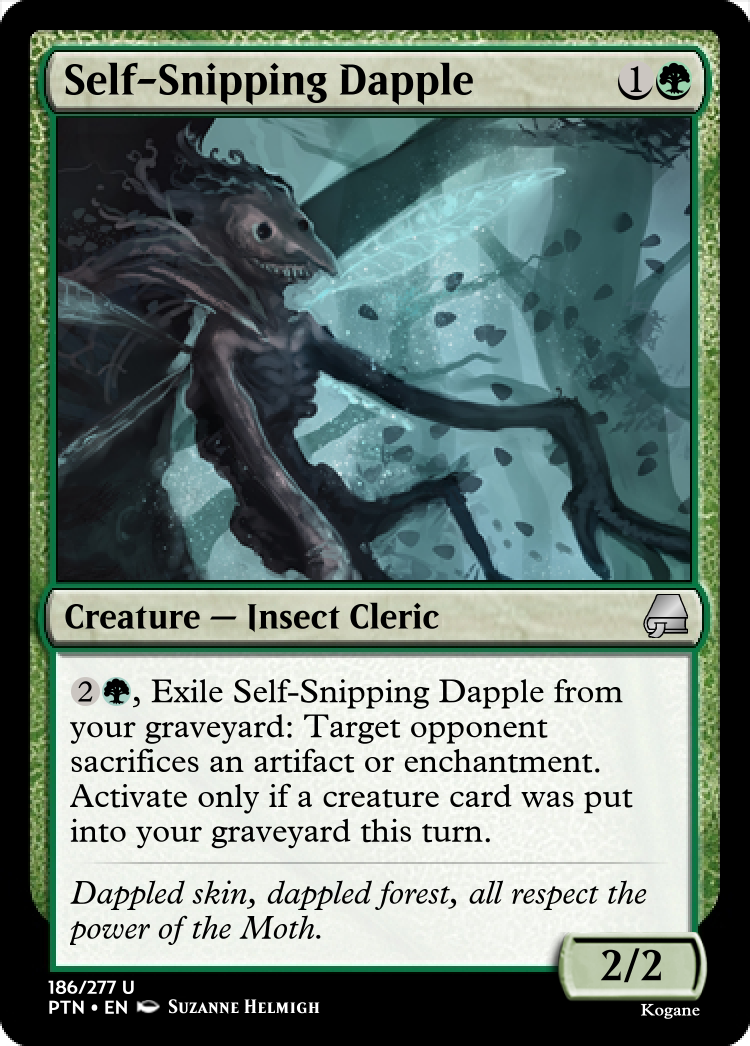 Self-Snipping Dapple 1
Creature — Insect Cleric
2, Exile Self-Snipping Dapple from
your graveyard: Target opponent
sacrifices an artifact or enchantment.
Activate only if a creature card was put
into your graveyard this turn.
Dappled skin, dappled forest, all respect the
power of the Moth.
2/2
186/277 U
PTN • EN SUZANNE HELMIGH
Kogane